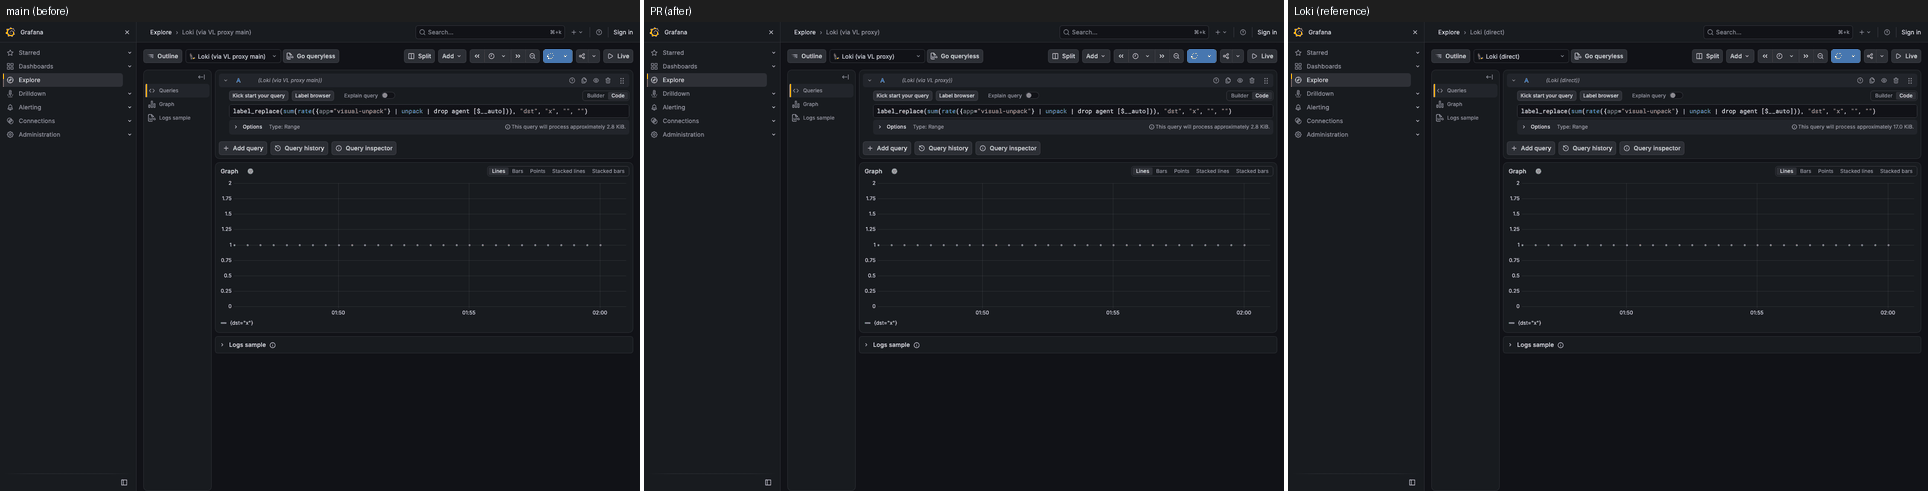 main (before)
Grafana
Starred
Dashboards
Explore
Drilldown
Alerting
Connections
Administration
Explore › Loki (via VL proxy main)
Search...
⌘+k
Sign in
Outline
Loki (via VL proxy main)
Go queryless
Split
Add
Live
Queries
Graph
Logs sample
A (Loki (via VL proxy main))
Kick start your query Label browser Explain query
Builder Code
label_replace(sum(rate({app="visual-unpack"} | unpack | drop agent [$__auto])), "dst", "x", "", "")
Options Type: Range
This query will process approximately 2.8 KiB.
+ Add query Query history Query inspector
Graph
Lines Bars Points Stacked lines Stacked bars
2
1.75
1.5
1.25
1
0.75
0.5
0.25
0
01:50 01:55 02:00
{dst="x"}
Logs sample
PR (after)
Grafana
Starred
Dashboards
Explore
Drilldown
Alerting
Connections
Administration
Explore › Loki (via VL proxy)
Search...
⌘+k
Sign in
Outline
Loki (via VL proxy)
Go queryless
Split
Add
Live
Queries
Graph
Logs sample
A (Loki (via VL proxy))
Kick start your query Label browser Explain query
Builder Code
label_replace(sum(rate({app="visual-unpack"} | unpack | drop agent [$__auto])), "dst", "x", "", "")
Options Type: Range
This query will process approximately 2.8 KiB.
+ Add query Query history Query inspector
Graph
Lines Bars Points Stacked lines Stacked bars
2
1.75
1.5
1.25
1
0.75
0.5
0.25
0
01:50 01:55 02:00
{dst="x"}
Logs sample
Loki (reference)
Grafana
Starred
Dashboards
Explore
Drilldown
Alerting
Connections
Administration
Explore › Loki (direct)
Search...
⌘+k
Sign in
Outline
Loki (direct)
Go queryless
Split
Add
Live
Queries
Graph
Logs sample
A (Loki (direct))
Kick start your query Label browser Explain query
Builder Code
label_replace(sum(rate({app="visual-unpack"} | unpack | drop agent [$__auto])), "dst", "x", "", "")
Options Type: Range
This query will process approximately 17.0 KiB.
+ Add query Query history Query inspector
Graph
Lines Bars Points Stacked lines Stacked bars
2
1.75
1.5
1.25
1
0.75
0.5
0.25
0
01:50 01:55 02:00
{dst="x"}
Logs sample